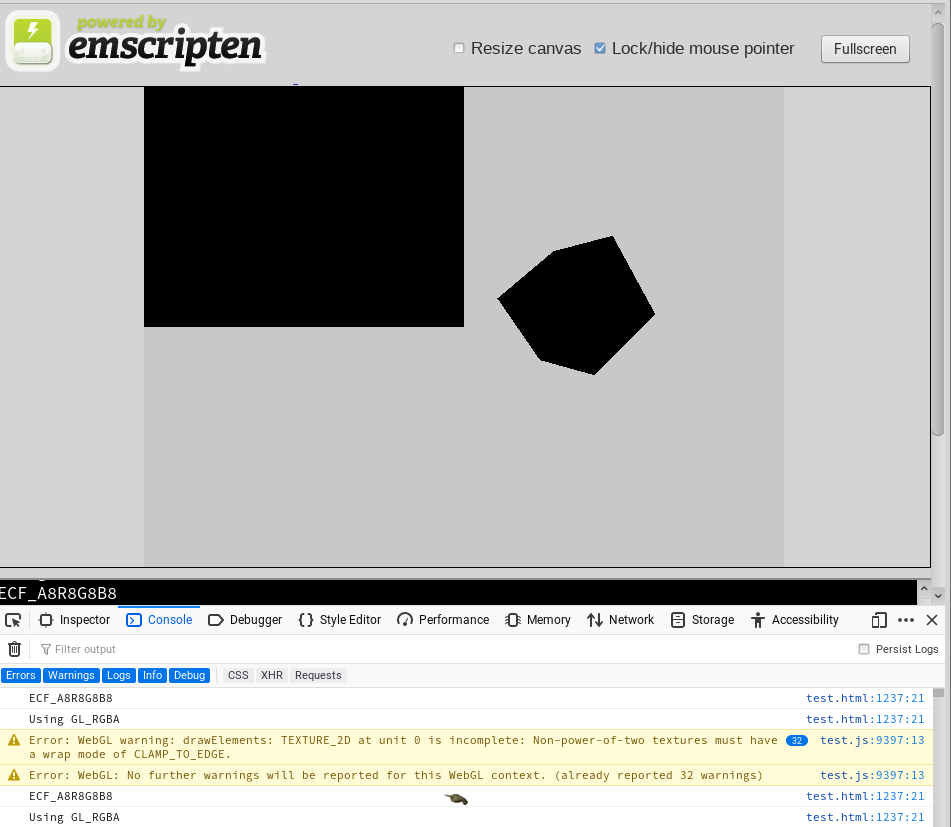 powered by
emscripten
Resize canvas
Lock/hide mouse pointer
Fullscreen
ECF_A8R8G8B8
Inspector Console Debugger Style Editor Performance Memory Network Storage Accessibility
Filter output
Persist Logs
Errors Warnings Logs Info Debug CSS XHR Requests
ECF_A8R8G8B8 test.html:1237:21
Using GL_RGBA test.html:1237:21
Error: WebGL warning: drawElements: TEXTURE_2D at unit 0 is incomplete: Non-power-of-two textures must have 32 test.js:9397:13
a wrap mode of CLAMP_TO_EDGE.
Error: WebGL: No further warnings will be reported for this WebGL context. (already reported 32 warnings) test.js:9397:13
ECF_A8R8G8B8 test.html:1237:21
Using GL_RGBA test.html:1237:21